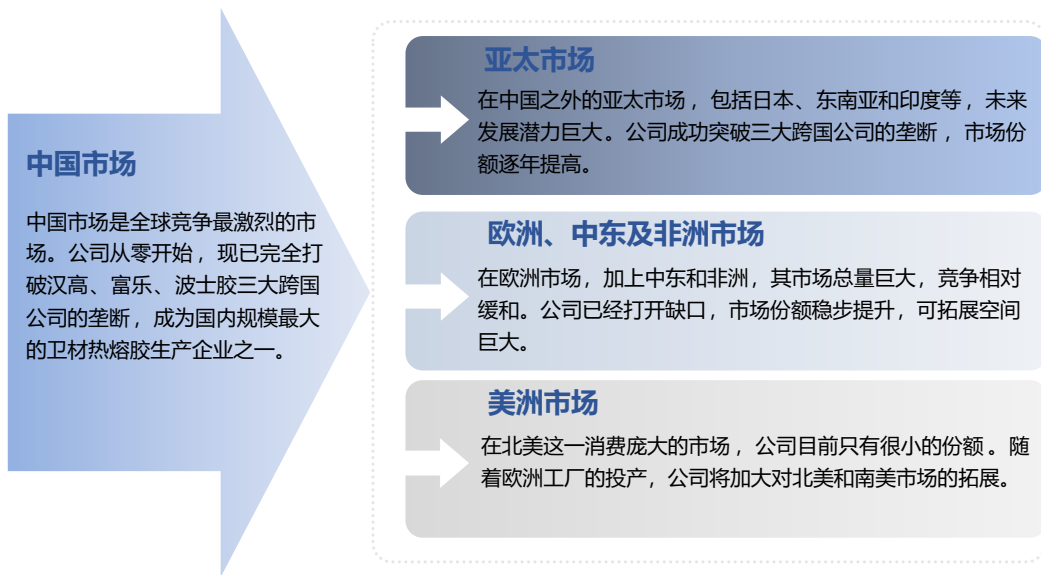 中国市场
中国市场是全球竞争最激烈的市
场。公司从零开始，现已完全打
破汉高、富乐、波士胶三大跨国
公司的垄断，成为国内规模最大
的卫材热熔胶生产企业之一。
亚太市场
在中国之外的亚太市场，包括日本、东南亚和印度等，未来
发展潜力巨大。公司成功突破三大跨国公司的垄断，市场份
额逐年提高。
欧洲、中东及非洲市场
在欧洲市场，加上中东和非洲，其市场总量巨大，竞争相对
缓和。公司已经打开缺口，市场份额稳步提升，可拓展空间
巨大。
美洲市场
在北美这一消费庞大的市场，公司目前只有很小的份额。随
着欧洲工厂的投产，公司将加大对北美和南美市场的拓展。